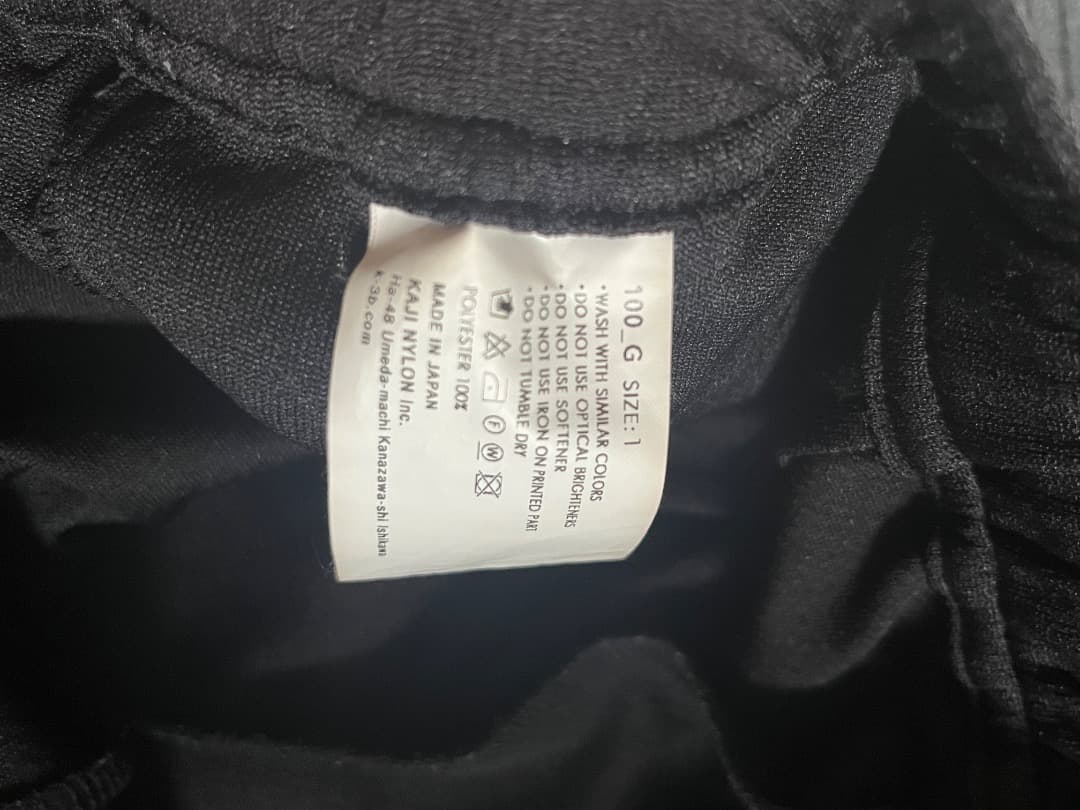 100_G SIZE:1
•WASH WITH SIMILAR COLORS
•DO NOT USE OPTICAL BRIGHTENERS
•DO NOT USE SOFTENER
•DO NOT USE IRON ON PRINTED PART
•DO NOT TUMBLE DRY
F W
POLYESTER 100%
MADE IN JAPAN
KAJI NYLON Inc.
Ha-48 Umeda-machi Kanazawa-shi Ishikawa
k-3b.com